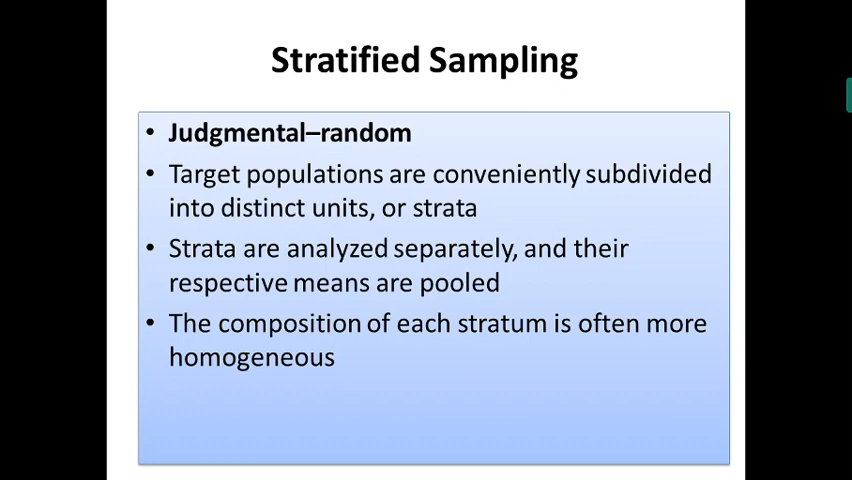 Stratified Sampling
• Judgmental–random
• Target populations are conveniently subdivided
into distinct units, or strata
• Strata are analyzed separately, and their
respective means are pooled
• The composition of each stratum is often more
homogeneous